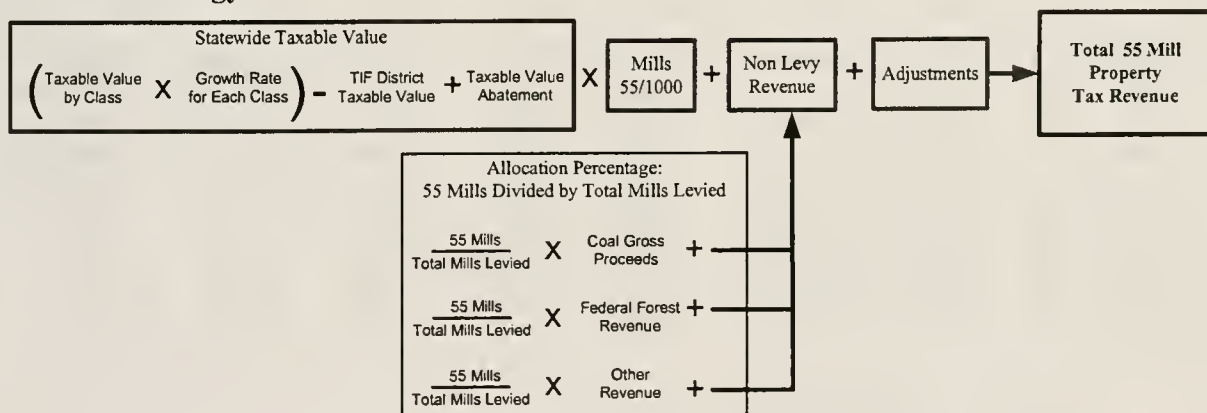 Statewide Taxable Value
( Taxable Value by Class X Growth Rate for Each Class ) – TIF District Taxable Value + Taxable Value Abatement
X
Mills
55/1000
+
Non Levy
Revenue
+
Adjustments
Total 55 Mill
Property
Tax Revenue
Allocation Percentage:
55 Mills Divided by Total Mills Levied
55 Mills
Total Mills Levied
X
Coal Gross
Proceeds
+
55 Mills
Total Mills Levied
X
Federal Forest
Revenue
+
55 Mills
Total Mills Levied
X
Other
Revenue
+